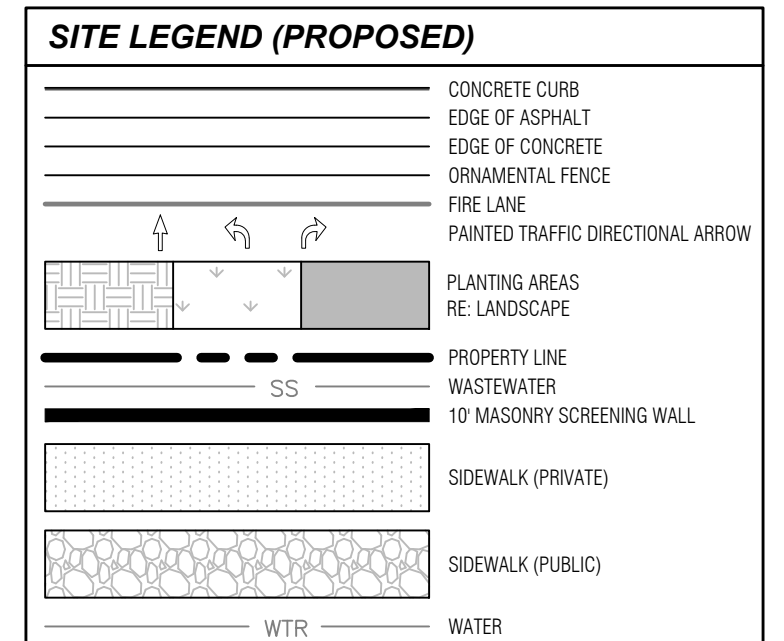 SITE LEGEND (PROPOSED)
CONCRETE CURB
EDGE OF ASPHALT
EDGE OF CONCRETE
ORNAMENTAL FENCE
FIRE LANE
PAINTED TRAFFIC DIRECTIONAL ARROW
PLANTING AREAS
RE: LANDSCAPE
PROPERTY LINE
SS WASTEWATER
10' MASONRY SCREENING WALL
SIDEWALK (PRIVATE)
SIDEWALK (PUBLIC)
WTR WATER